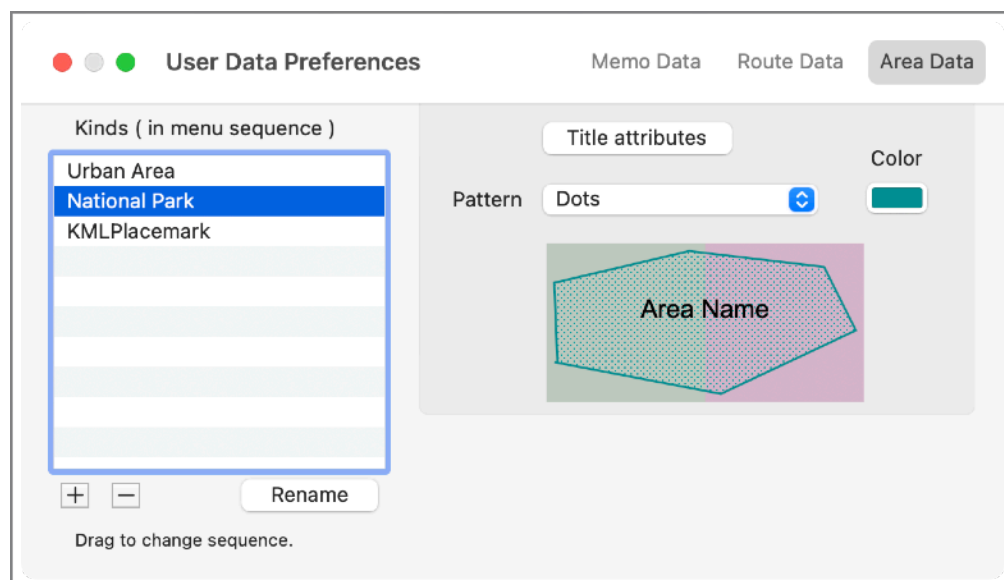 User Data Preferences
Memo Data
Route Data
Area Data
Kinds ( in menu sequence )
Urban Area
National Park
KMLPlacemark
Rename
Drag to change sequence.
Title attributes
Color
Pattern
Dots
Area Name